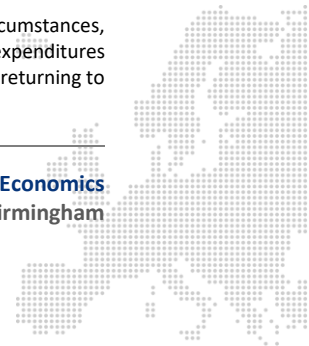 cumstances,
expenditures
returning to
Economics
irmingham